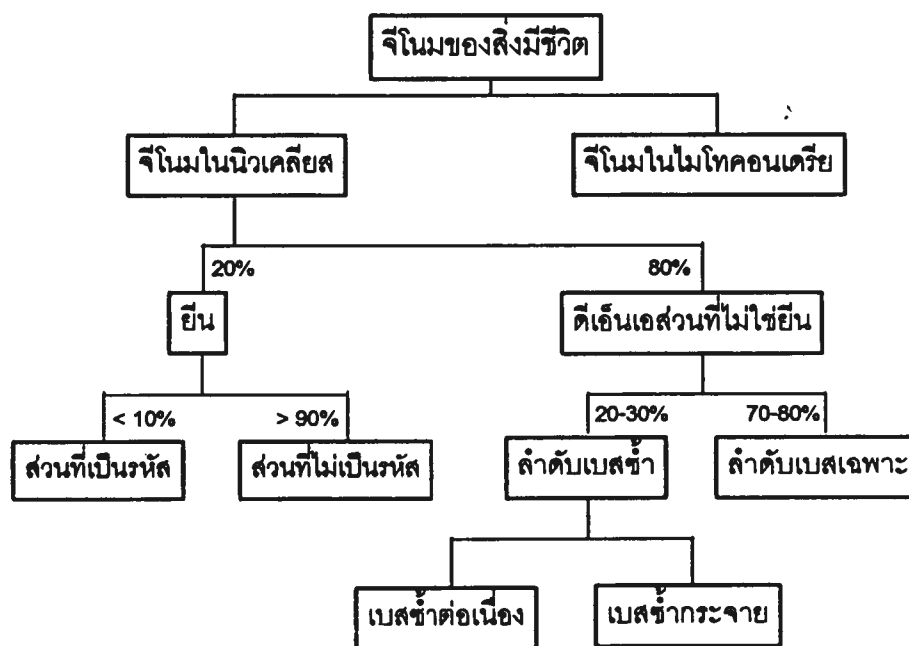 จีโนมของสิ่งมีชีวิต
จีโนมในนิวเคลียส
จีโนมในไมโทคอนเดรีย
20%
80%
ยีน
ดีเอ็นเอส่วนที่ไม่ใช่ยีน
< 10%
> 90%
20-30%
70-80%
ส่วนที่เป็นรหัส
ส่วนที่ไม่เป็นรหัส
ลำดับเบสซ้ำ
ลำดับเบสเฉพาะ
เบสซ้ำต่อเนื่อง
เบสซ้ำกระจาย